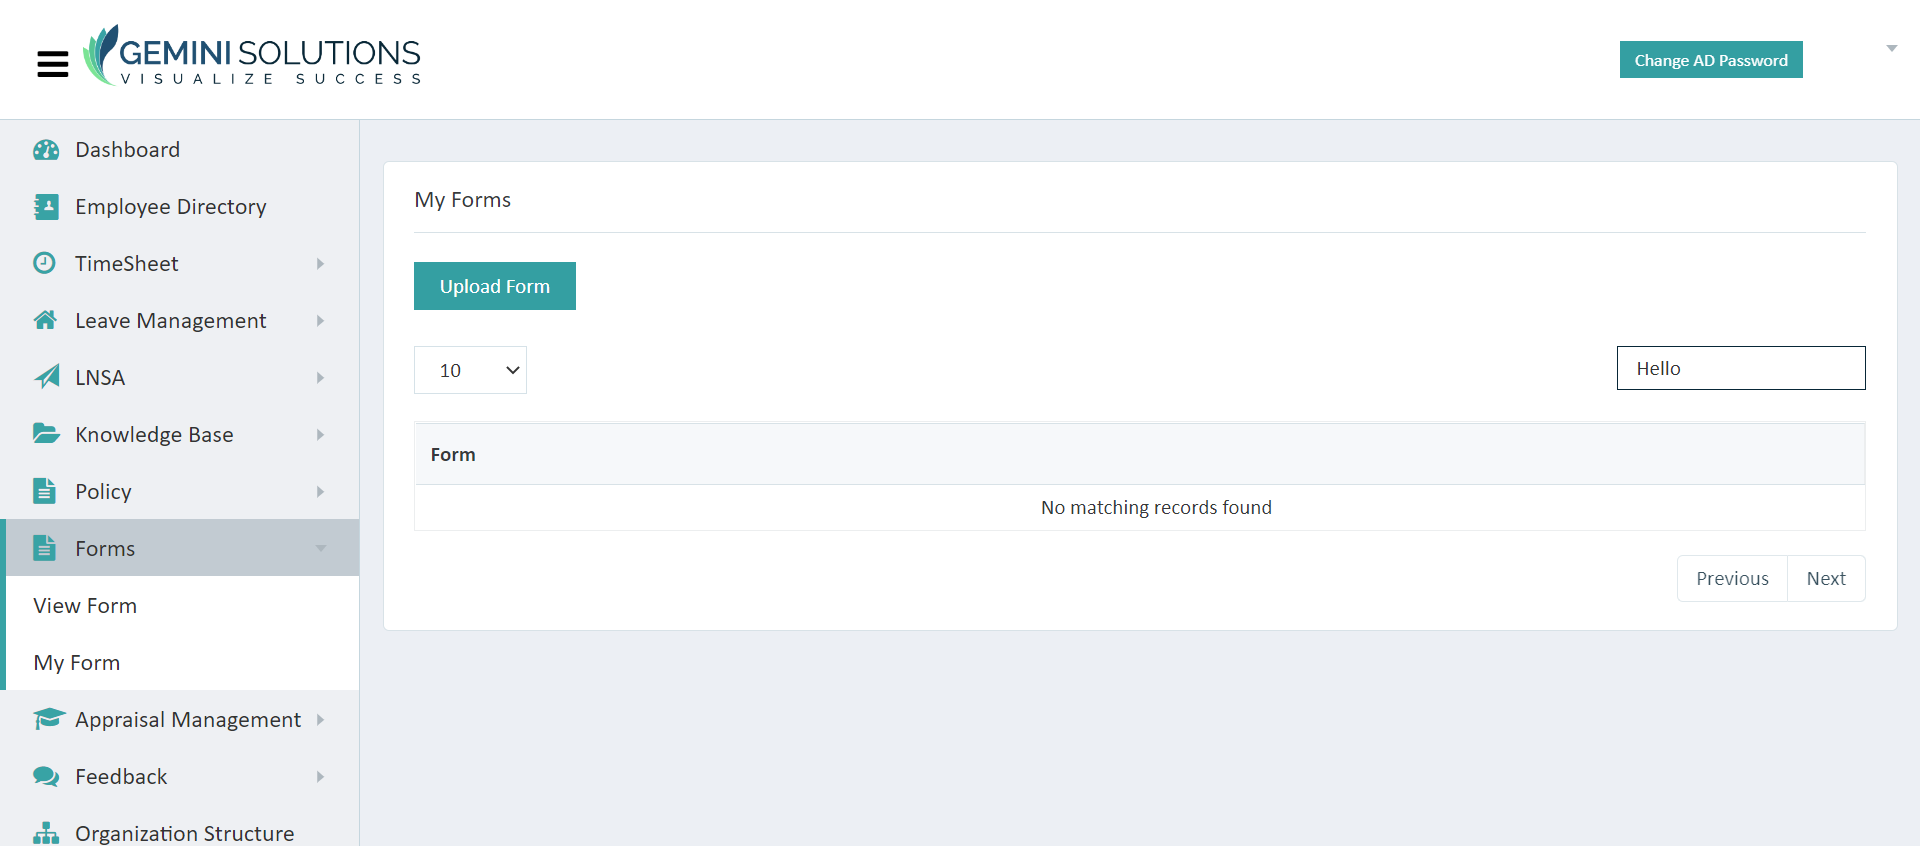 GEMINI SOLUTIONS
VISUALIZE SUCCESS
Change AD Password
Dashboard
Employee Directory
TimeSheet
Leave Management
LNSA
Knowledge Base
Policy
Forms
View Form
My Form
Appraisal Management
Feedback
Organization Structure
My Forms
Upload Form
10
Hello
Form
No matching records found
Previous
Next